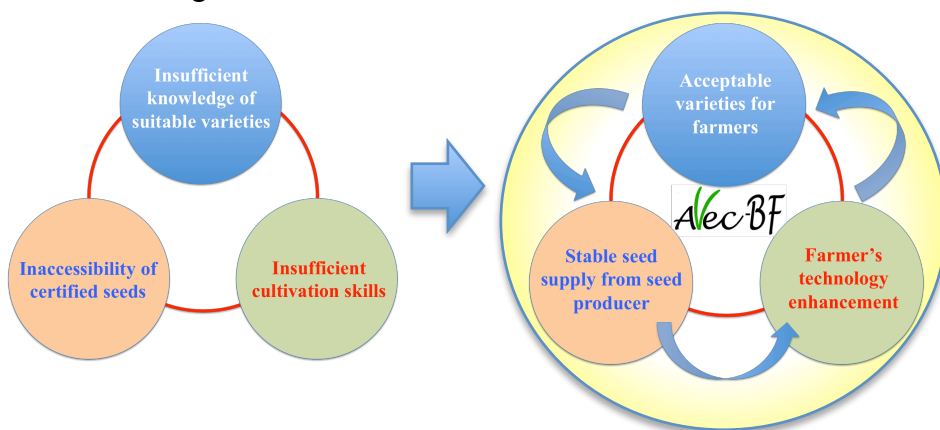 Insufficient
knowledge of
suitable varieties
Inaccessibility of
certified seeds
Insufficient
cultivation skills
Acceptable
varieties for
farmers
AVec-BF
Stable seed
supply from seed
producer
Farmer's
technology
enhancement